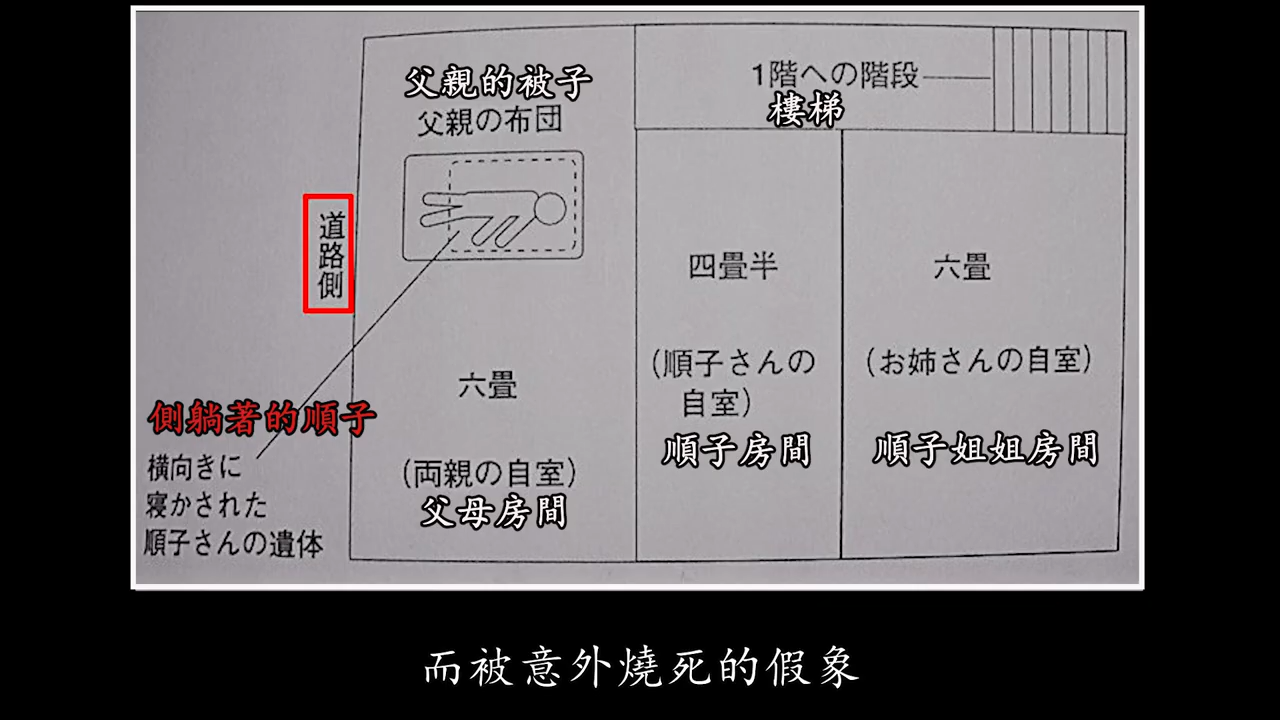 父親的被子
父親の布団
1階への階段
樓梯
道路側
四畳半
六畳
(順子さんの
自室)
順子房間
(お姉さんの自室)
順子姐姐房間
六畳
(両親の自室)
父母房間
側躺著的順子
横向きに
寝かされた
順子さんの遺体
而被意外燒死的假象